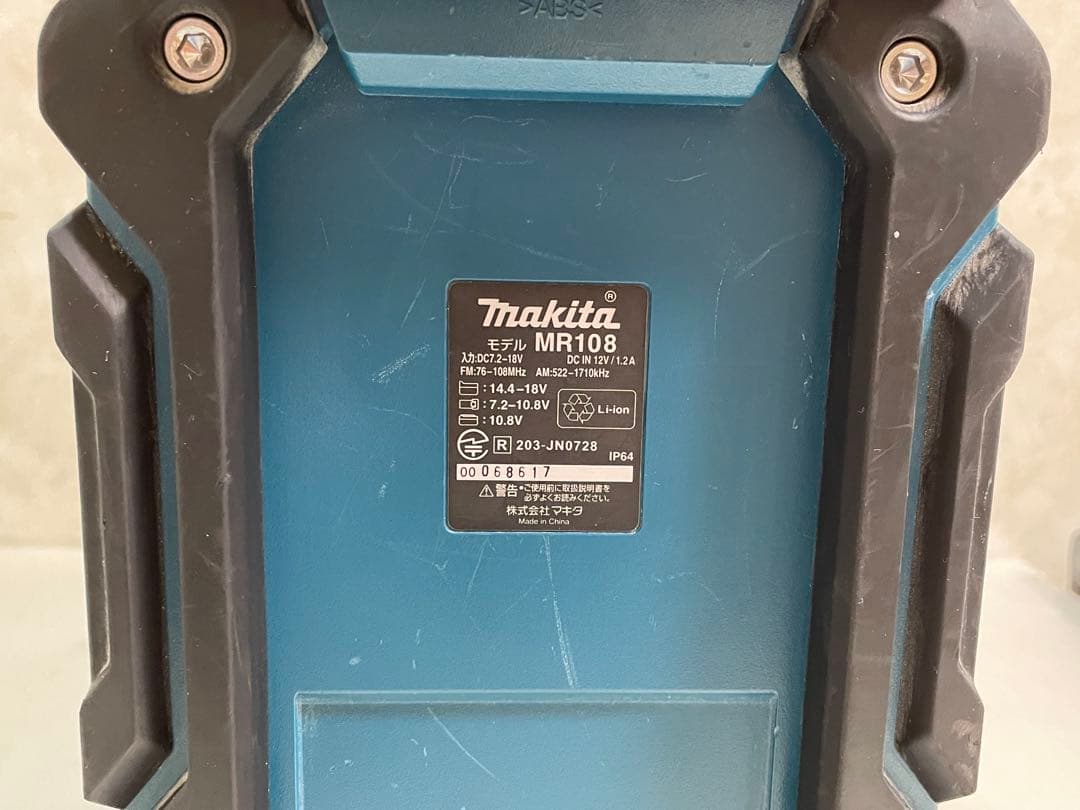 >ABS<
makita®
モデル MR108
入力:DC7.2-18V DC IN 12V/1.2A
FM:76-108MHz AM:522-1710kHz
:14.4-18V
:7.2-10.8V
Li-ion
:10.8V
R 203-JN0728
IP64
00 068617
⚠警告・ご使用前に取扱説明書を
必ずよくお読みください。
株式会社マキタ
Made in China